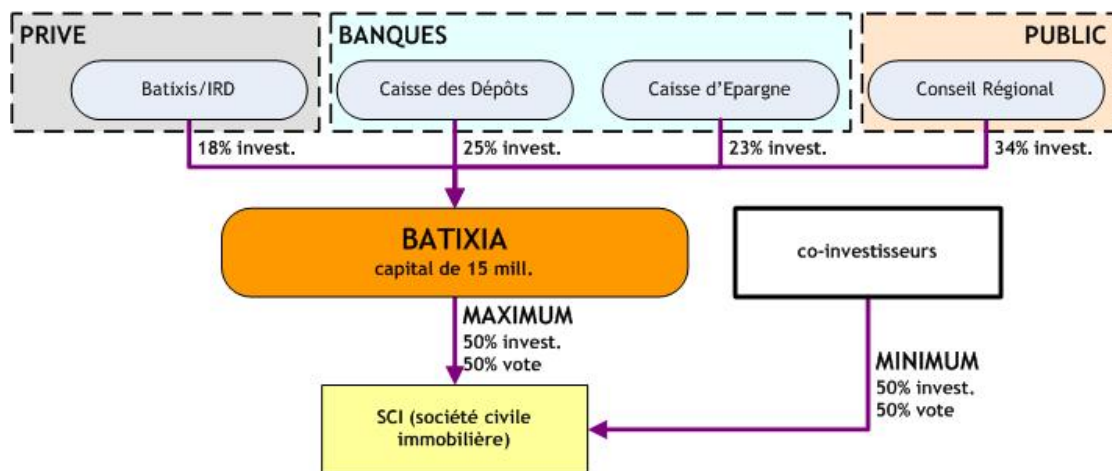 PRIVE
BANQUES
PUBLIC
Batixis/IRD
Caisse des Dépôts
Caisse d'Epargne
Conseil Régional
18% invest.
25% invest.
23% invest.
34% invest.
BATIXIA
capital de 15 mill.
co-investisseurs
MAXIMUM
50% invest.
50% vote
MINIMUM
50% invest.
50% vote
SCI (société civile
immobilière)